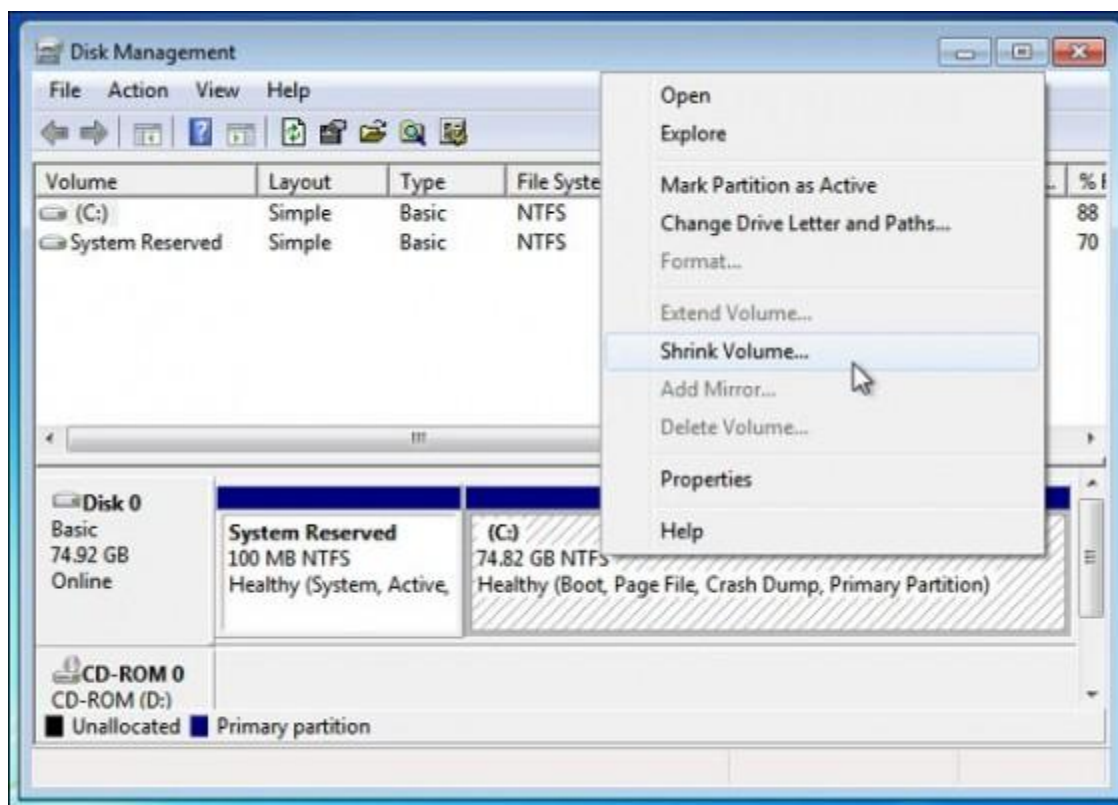 Disk Management
File Action View Help
Open
Explore
Mark Partition as Active
Change Drive Letter and Paths...
Format...
Extend Volume...
Shrink Volume...
Add Mirror...
Delete Volume...
Properties
Help
Volume Layout Type File Syste ... % F
(C:) Simple Basic NTFS 88
System Reserved Simple Basic NTFS 70
Disk 0
Basic
74.92 GB
Online
System Reserved
100 MB NTFS
Healthy (System, Active,
(C:)
74.82 GB NTFS
Healthy (Boot, Page File, Crash Dump, Primary Partition)
CD-ROM 0
CD-ROM (D:)
Unallocated Primary partition